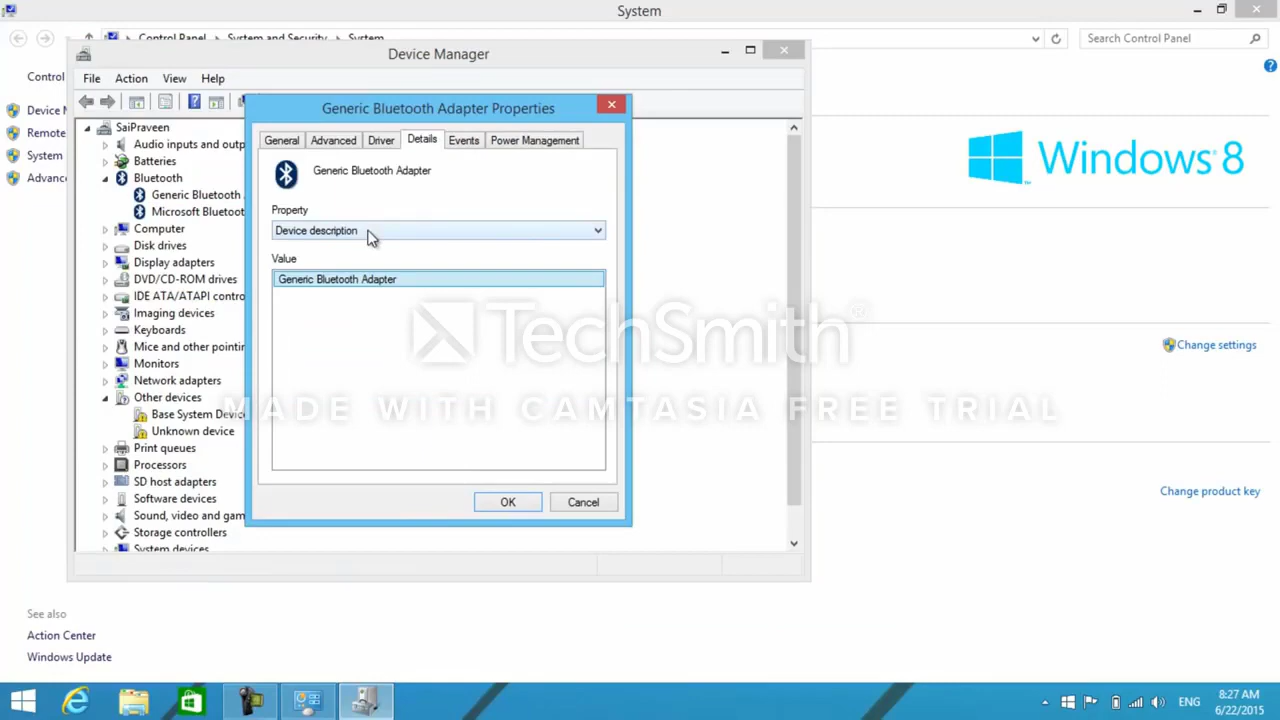 System
Control Panel
System and Security
System
Search Control Panel
Device Manager
Control
File Action View Help
Generic Bluetooth Adapter Properties
Device M
Remote
System
Advanc
SaiPraveen
Audio inputs and outp
Batteries
Bluetooth
Generic Bluetooth
Microsoft Bluetoot
Computer
Disk drives
Display adapters
DVD/CD-ROM drives
IDE ATA/ATAPI contro
Imaging devices
Keyboards
Mice and other pointin
Monitors
Network adapters
Other devices
Base System Devic
Unknown device
Print queues
Processors
SD host adapters
Software devices
Sound, video and gam
Storage controllers
System devices
General Advanced Driver Details Events Power Management
Generic Bluetooth Adapter
Property
Device description
Value
Generic Bluetooth Adapter
OK Cancel
Windows 8
TechSmith®
MADE WITH CAMTASIA FREE TRIAL
Change settings
Change product key
See also
Action Center
Windows Update
ENG
8:27 AM
6/22/2015